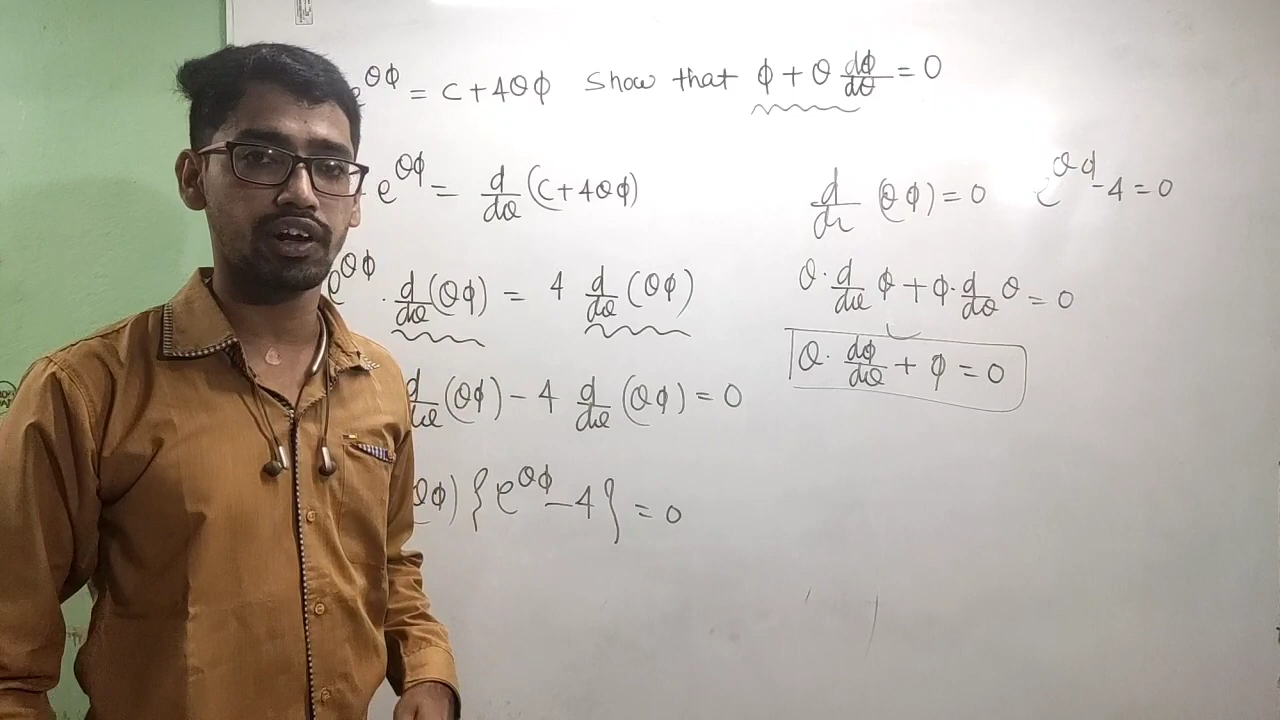 e^θϕ = c + 4θϕ show that ϕ + θ dϕ/dθ = 0
e^θϕ = d/dθ (c + 4θϕ)
e^θϕ · d/dθ (θϕ) = 4 d/dθ (θϕ)
d/dθ (θϕ) - 4 d/dθ (θϕ) = 0
θϕ) { e^θϕ - 4 } = 0
(θϕ) = 0 e^θϕ - 4 = 0
θ · d/dθ ϕ + ϕ · d/dθ θ = 0
θ · dϕ/dθ + ϕ = 0